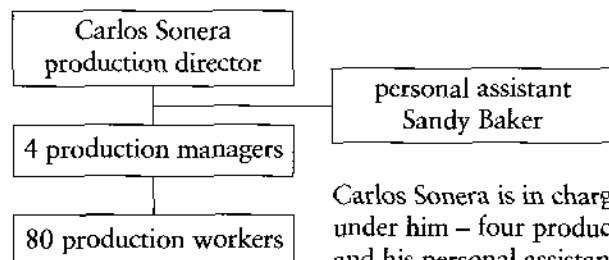 Carlos Sonera
production director
personal assistant
Sandy Baker
4 production managers
80 production workers
Carlos Sonera is in charg
under him – four produc
and his personal assistan